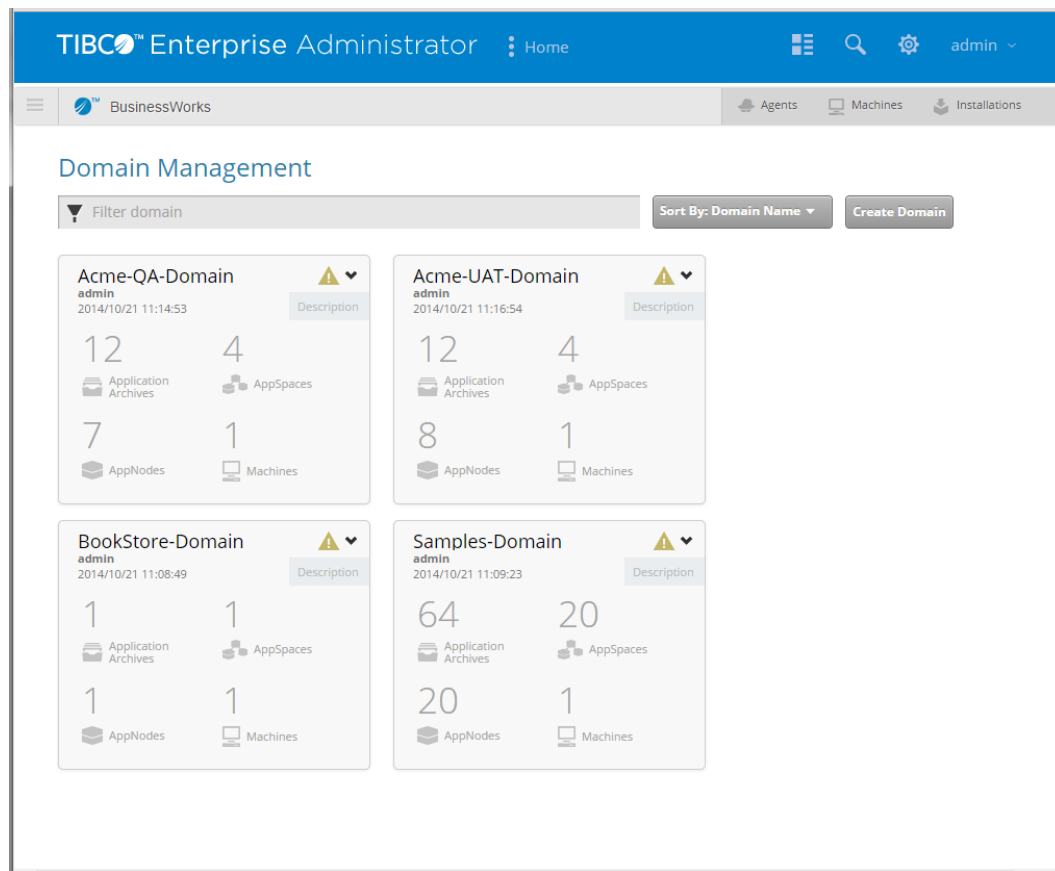 TIBCO™ Enterprise Administrator Home admin
™ BusinessWorks Agents Machines Installations
Domain Management
Filter domain Sort By: Domain Name Create Domain
Acme-QA-Domain
admin
2014/10/21 11:14:53 Description
12 4
Application
Archives AppSpaces
7 1
AppNodes Machines
Acme-UAT-Domain
admin
2014/10/21 11:16:54 Description
12 4
Application
Archives AppSpaces
8 1
AppNodes Machines
BookStore-Domain
admin
2014/10/21 11:08:49 Description
1 1
Application
Archives AppSpaces
1 1
AppNodes Machines
Samples-Domain
admin
2014/10/21 11:09:23 Description
64 20
Application
Archives AppSpaces
20 1
AppNodes Machines